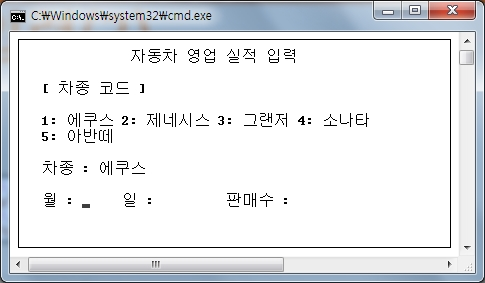 C:\Windows\system32\cmd.exe
자동차 영업 실적 입력
[ 차종 코드 ]
1: 에쿠스 2: 제네시스 3: 그랜저 4: 소나타
5: 아반떼
차종 : 에쿠스
월 : _ 일 : 판매수 :